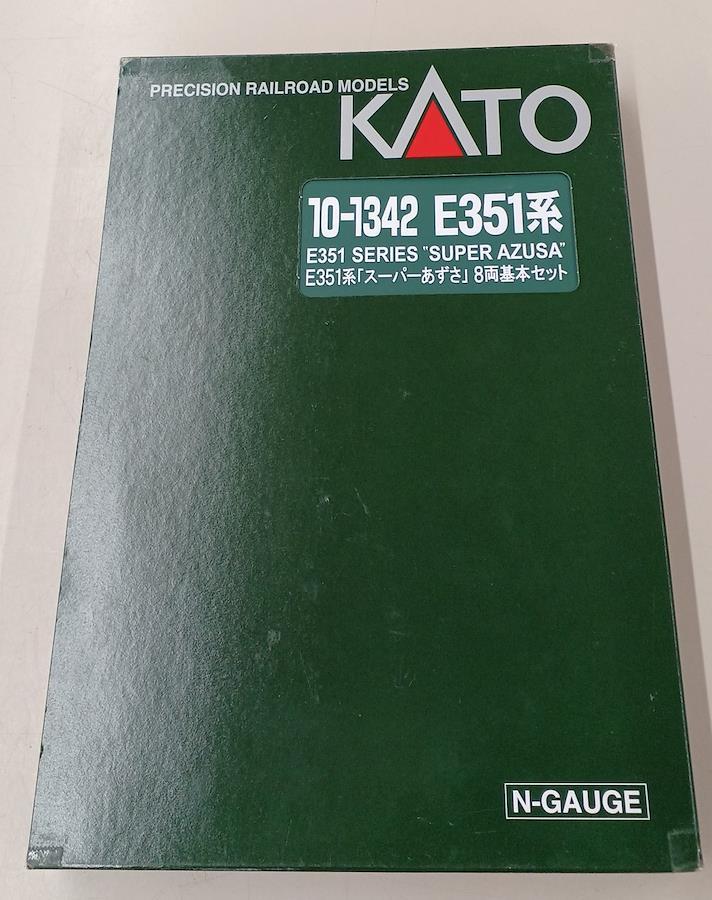 PRECISION RAILROAD MODELS
KATO
10-1342 E351系
E351 SERIES "SUPER AZUSA"
E351系「スーパーあずさ」8両基本セット
N-GAUGE